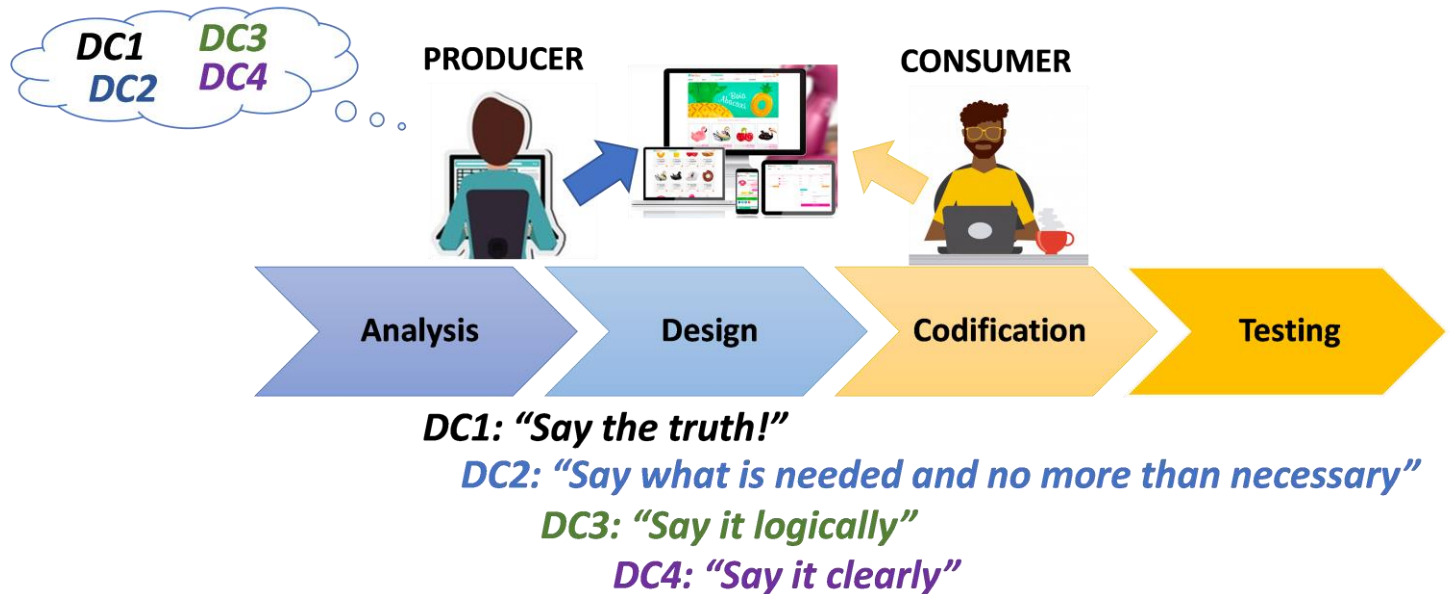 DC1 DC3
DC2 DC4
PRODUCER
CONSUMER
Analysis
Design
Codification
Testing
DC1: “Say the truth!”
DC2: “Say what is needed and no more than necessary”
DC3: “Say it logically”
DC4: “Say it clearly”